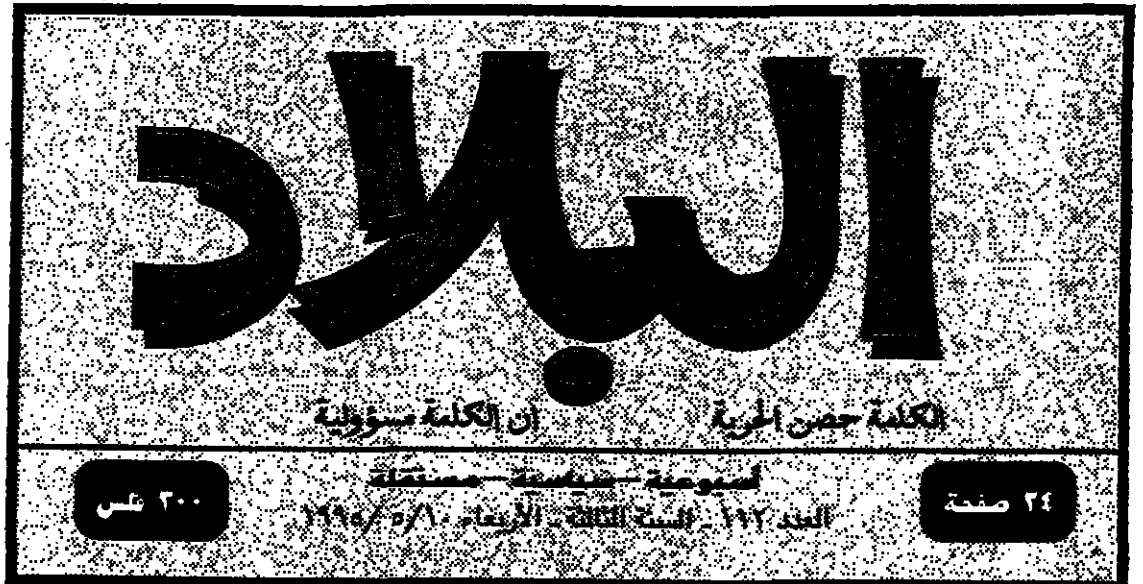 البلاد
الكلمة حصن الحرية
إن الكلمة مسؤولية
٢٤ صفحة
أسبوعية - سياسية - مستقلة
العدد ١٩٢ - السنة الثالثة - الأربعاء ١٠/٥/١٩٩٥
٣٠٠ فلس